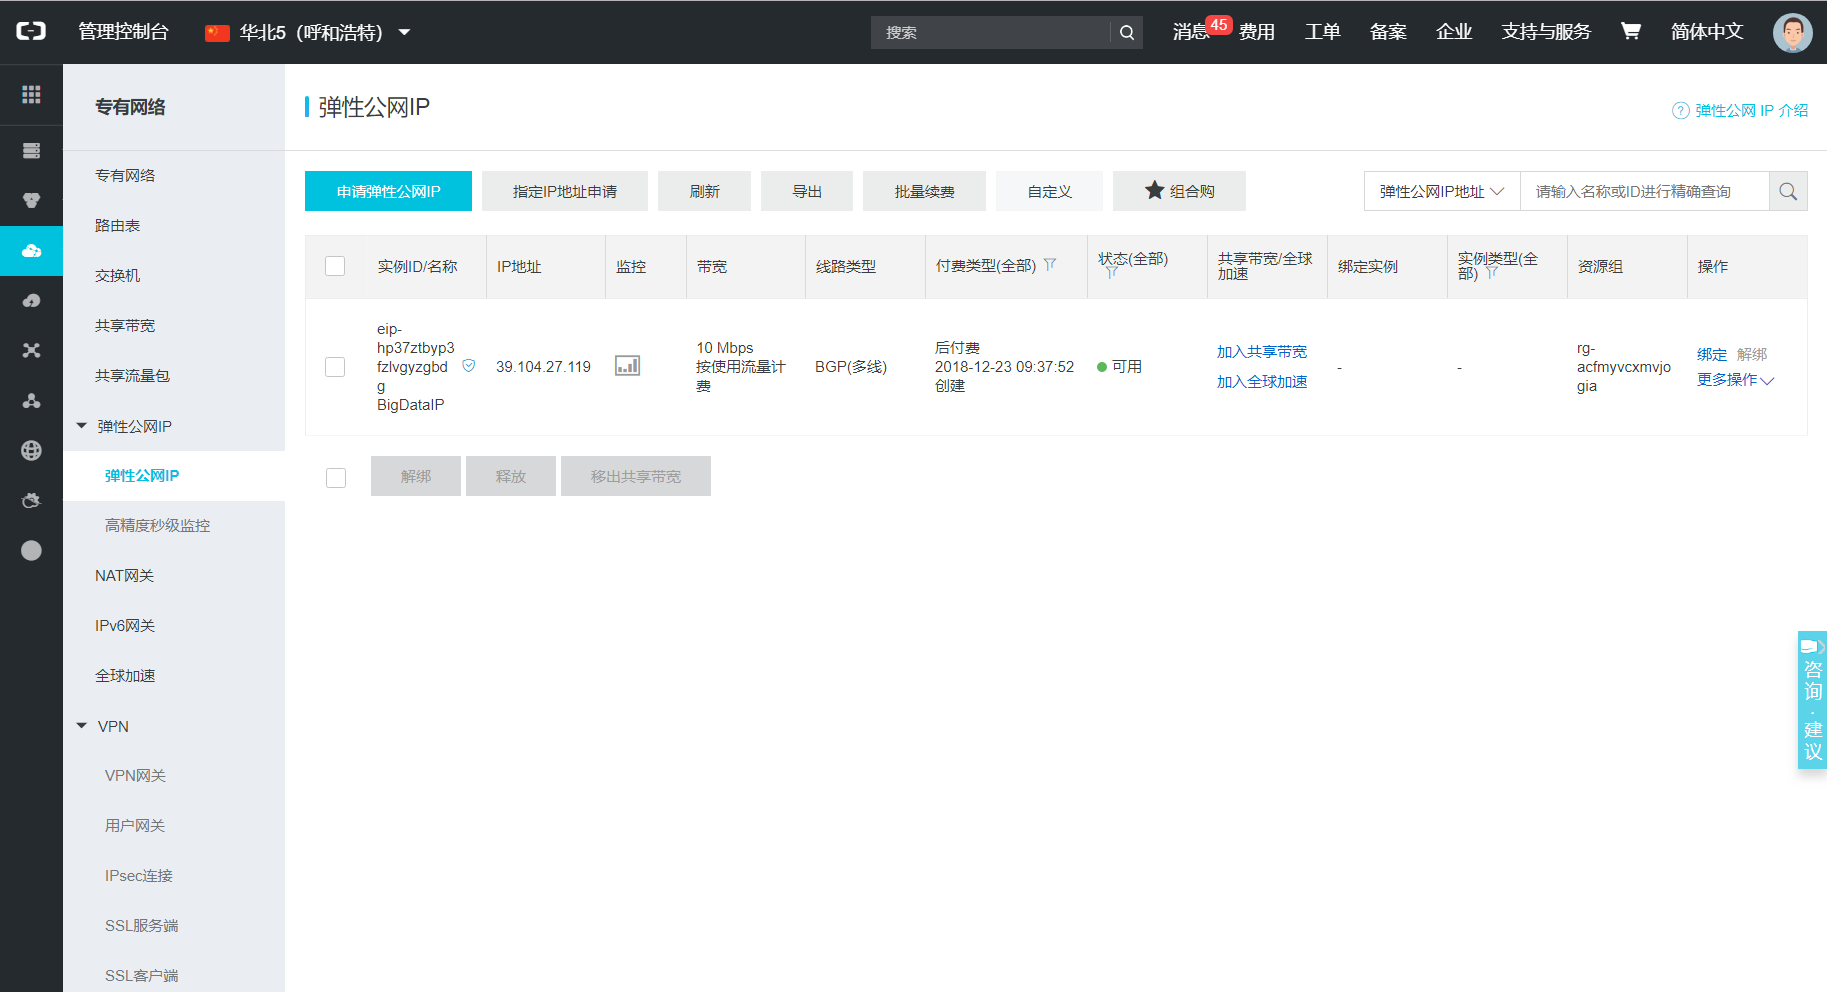 管理控制台
华北5（呼和浩特）
搜索
消息
45
费用
工单
备案
企业
支持与服务
简体中文
专有网络
专有网络
路由表
交换机
共享带宽
共享流量包
弹性公网IP
弹性公网IP
高精度秒级监控
NAT网关
IPv6网关
全球加速
VPN
VPN网关
用户网关
IPsec连接
SSL服务端
SSL客户端
弹性公网IP
? 弹性公网 IP 介绍
申请弹性公网IP
指定IP地址申请
刷新
导出
批量续费
自定义
组合购
弹性公网IP地址
请输入名称或ID进行精确查询
实例ID/名称
IP地址
监控
带宽
线路类型
付费类型(全部)
状态(全部)
共享带宽/全球
加速
绑定实例
实例类型(全
部)
资源组
操作
eip-
hp37ztbyp3
fzlvgyzgbd
g
BigDataIP
39.104.27.119
10 Mbps
按使用流量计
费
BGP(多线)
后付费
2018-12-23 09:37:52
创建
可用
加入共享带宽
加入全球加速
-
-
rg-
acfmyvcxmvjo
gia
绑定 解绑
更多操作
解绑
释放
移出共享带宽
咨
询
·
建
议